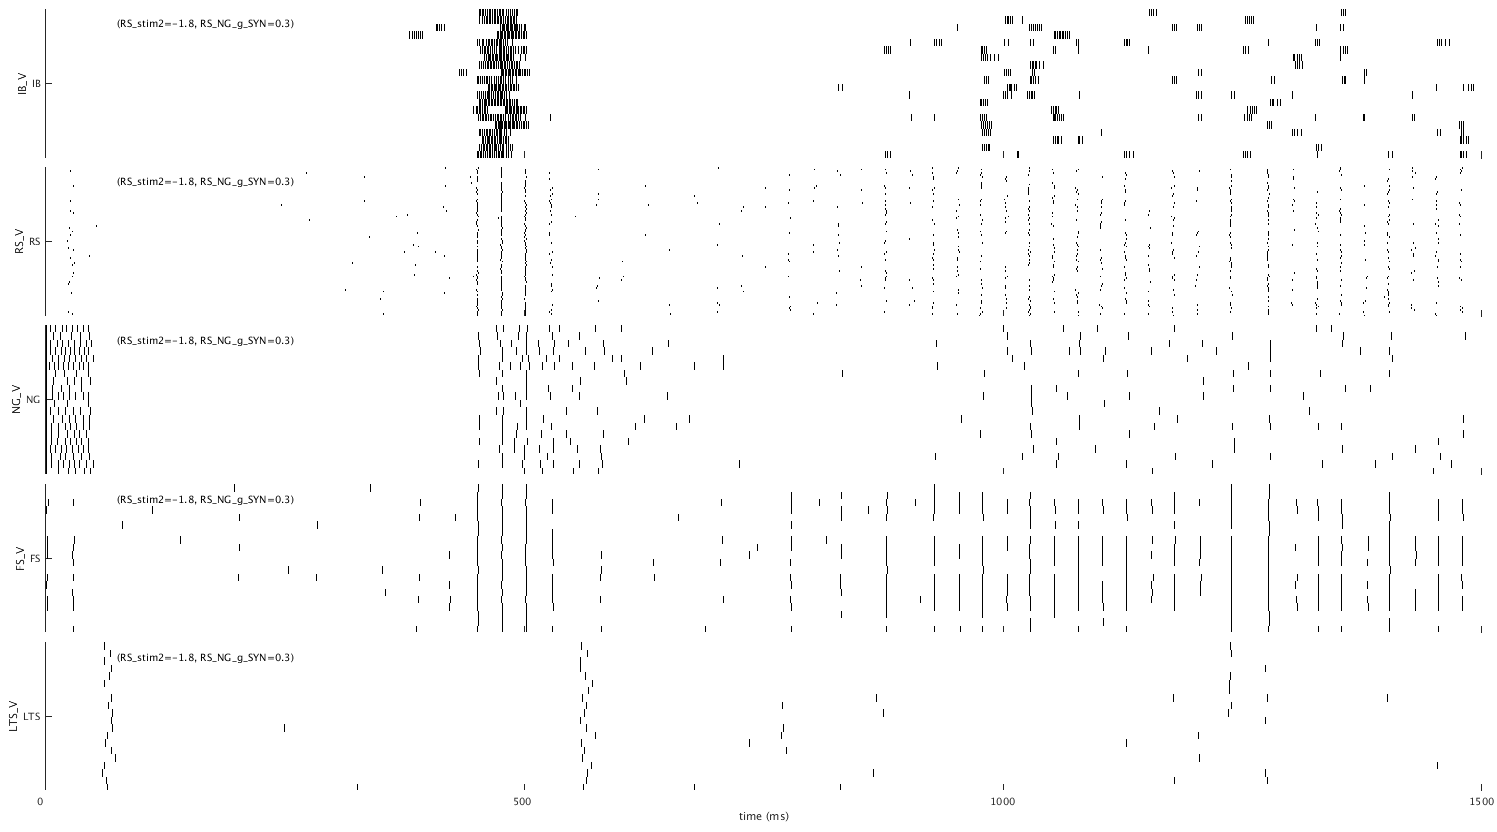 (RS_stim2=-1.8, RS_NG_g_SYN=0.3)
IB_V
IB
(RS_stim2=-1.8, RS_NG_g_SYN=0.3)
RS_V
RS
(RS_stim2=-1.8, RS_NG_g_SYN=0.3)
NG_V
NG
(RS_stim2=-1.8, RS_NG_g_SYN=0.3)
FS_V
FS
(RS_stim2=-1.8, RS_NG_g_SYN=0.3)
LTS_V
LTS
0 500 1000 1500
time (ms)